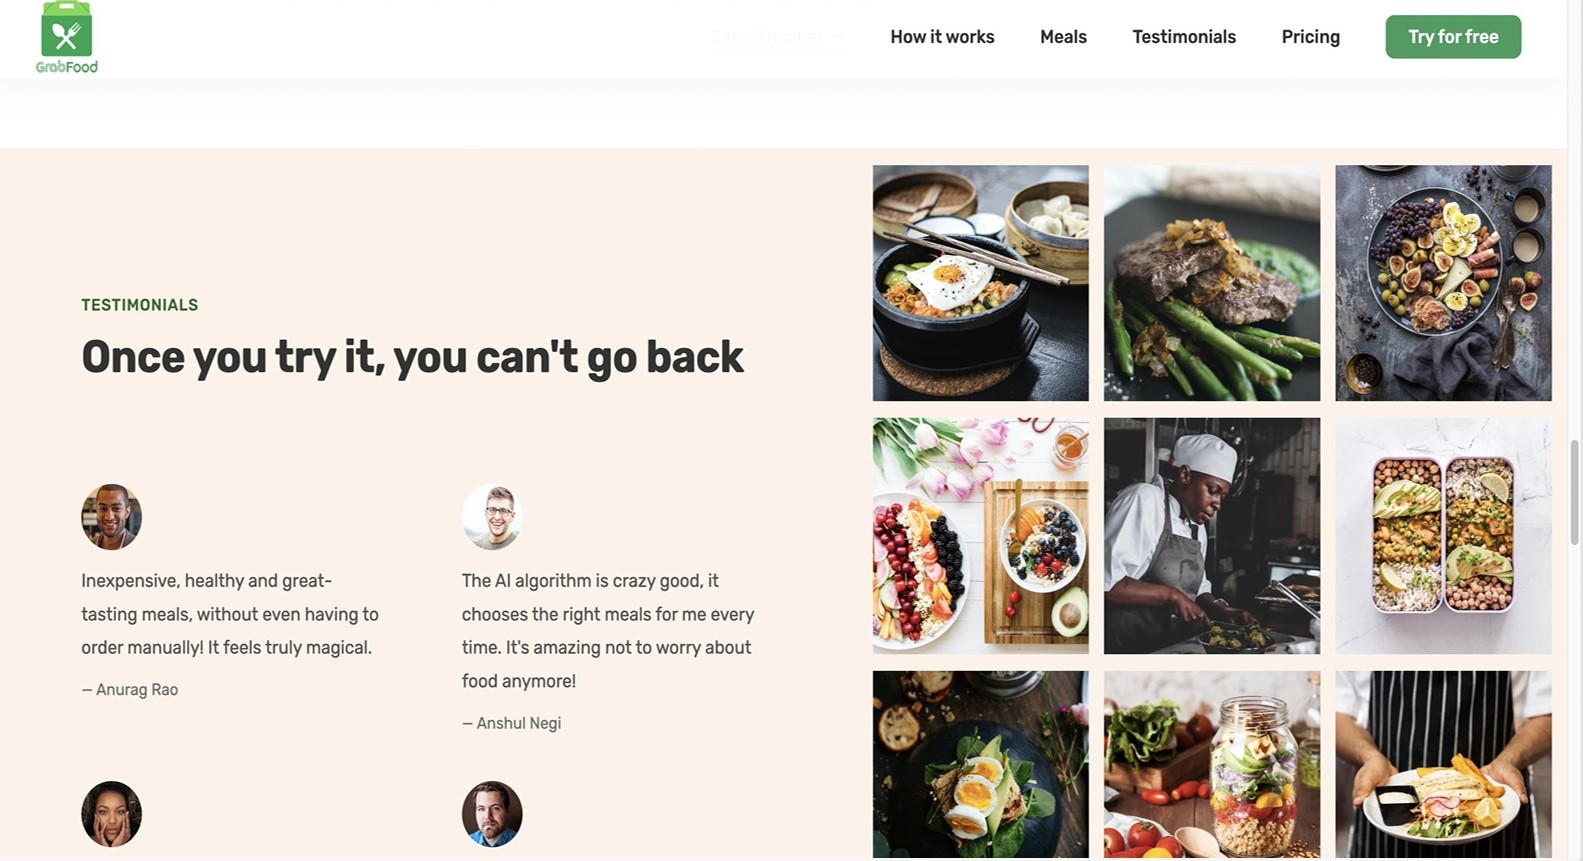 GrabFood
See all recipes →
How it works
Meals
Testimonials
Pricing
Try for free
TESTIMONIALS
Once you try it, you can't go back
Inexpensive, healthy and great-
tasting meals, without even having to
order manually! It feels truly magical.
— Anurag Rao
The AI algorithm is crazy good, it
chooses the right meals for me every
time. It's amazing not to worry about
food anymore!
— Anshul Negi